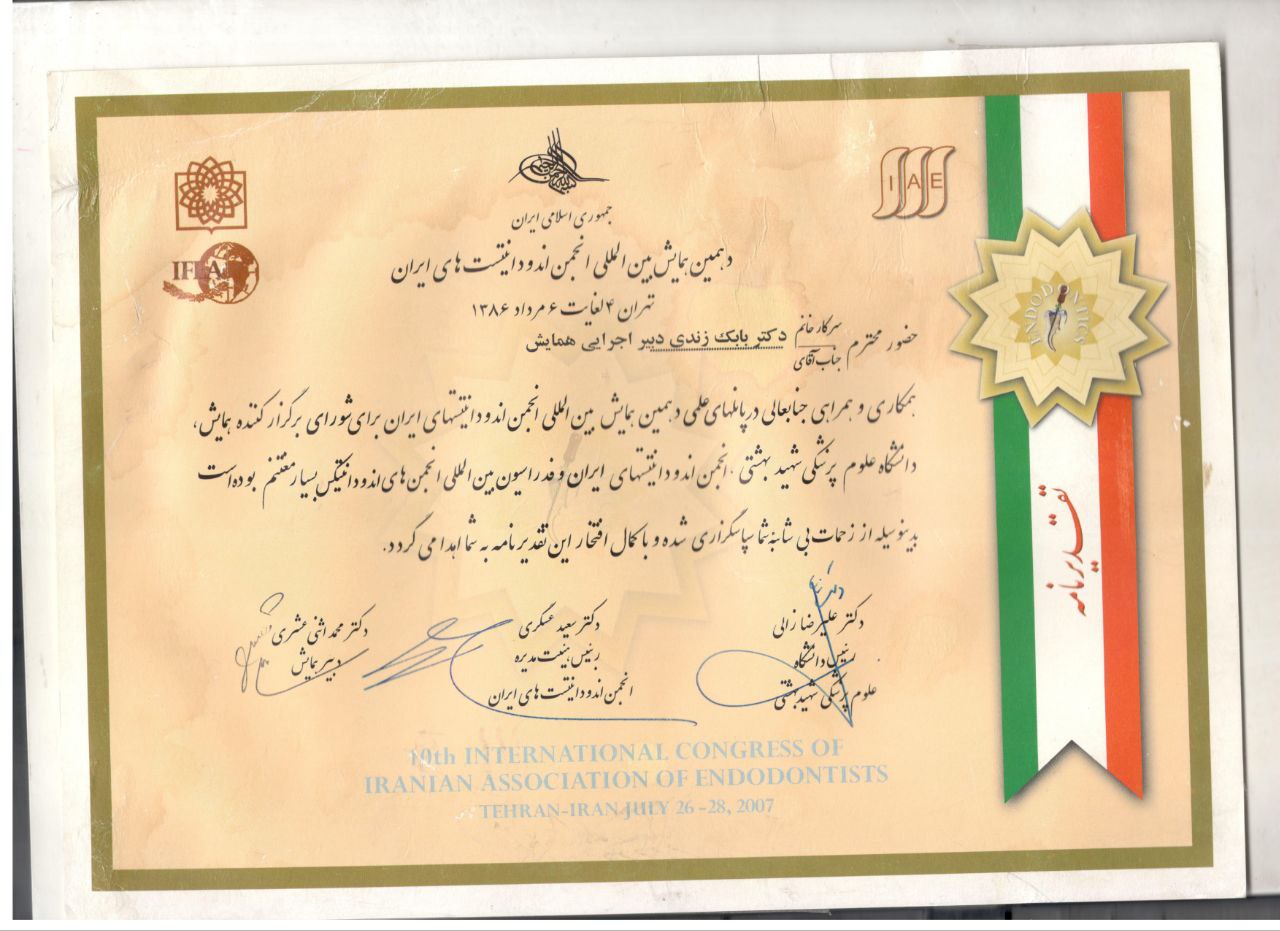 IAE
IFEA
جمهوری اسلامی ایران
دهمین همایش بین المللی انجمن اندودانتیست های ایران
تهران ۴ لغایت ۶ مرداد ۱۳۸۶
حضور محترم سرکار خانم
جناب آقای
دکتر بابک زندی دبیر اجرایی همایش
همکاری و همراهی جنابعالی در پانلهای علمی دهمین همایش بین المللی انجمن اندودانتیستهای ایران برای شورای برگزار کننده همایش،
دانشگاه علوم پزشکی شهید بهشتی، انجمن اندودانتیستهای ایران و فدراسیون بین المللی انجمن های اندودانتیکس بسیار مغتنم بوده است
بدینوسیله از زحمات بی شائبه شما سپاسگزاری شده و با کمال افتخار این تقدیرنامه به شما اهدا می گردد.
دکتر علیرضا زالی
رئیس دانشگاه
علوم پزشکی شهید بهشتی
دکتر سعید عسگری
رئیس هیئت مدیره
انجمن اندودانتیست های ایران
دکتر محمد اثنی عشری
دبیر همایش
10th INTERNATIONAL CONGRESS OF
IRANIAN ASSOCIATION OF ENDODONTISTS
TEHRAN-IRAN JULY 26-28, 2007
ENDODONTICS
تقدیرنامه